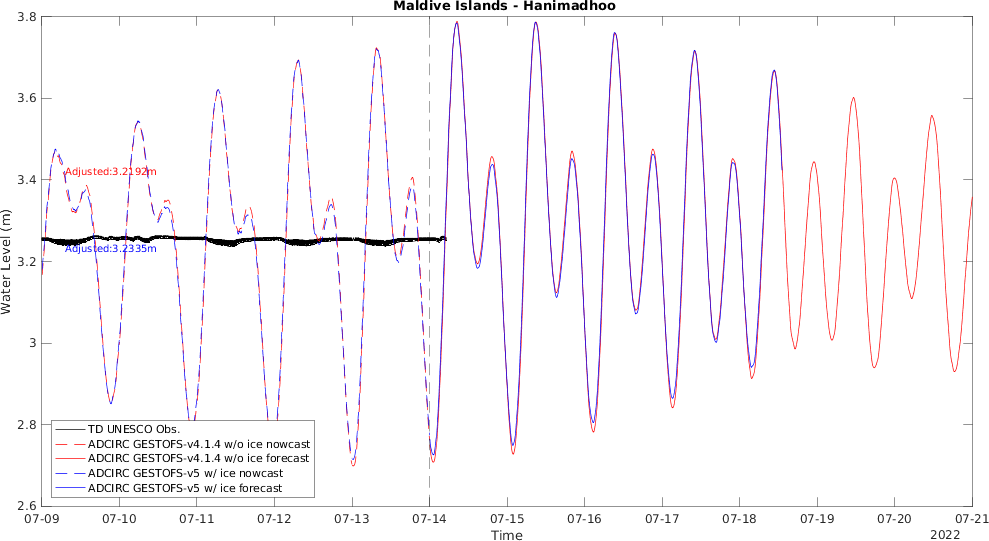 Maldive Islands - Hanimadhoo
Water Level (m)
3.8
3.6
3.4
3.2
3
2.8
2.6
Adjusted:3.2192m
Adjusted:3.2335m
TD UNESCO Obs.
ADCIRC GESTOFS-v4.1.4 w/o ice nowcast
ADCIRC GESTOFS-v4.1.4 w/o ice forecast
ADCIRC GESTOFS-v5 w/ ice nowcast
ADCIRC GESTOFS-v5 w/ ice forecast
07-09 07-10 07-11 07-12 07-13 07-14 07-15 07-16 07-17 07-18 07-19 07-20 07-21
Time
2022